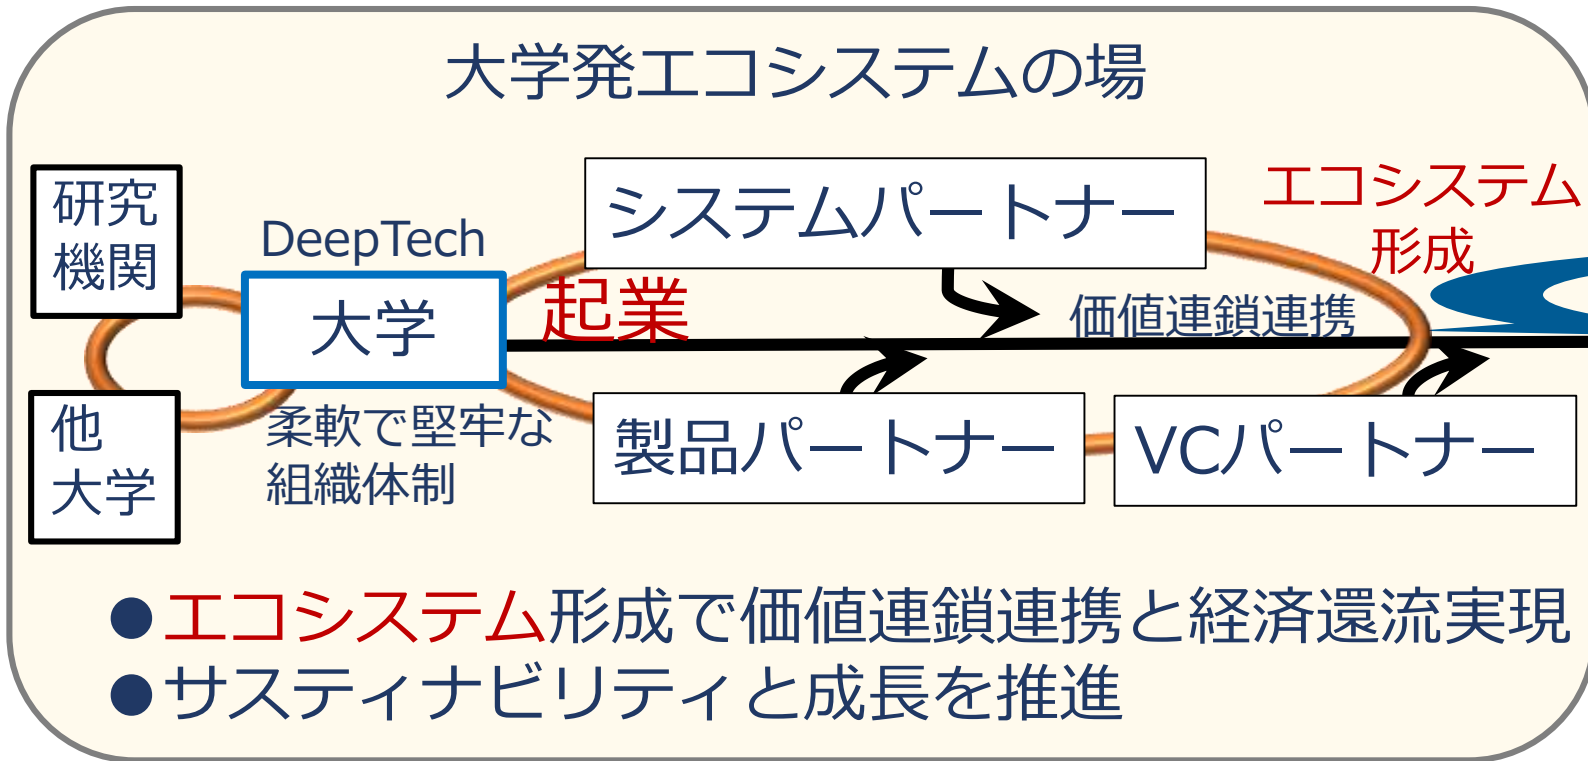 大学発エコシステムの場
研究
機関
DeepTech
システムパートナー
エコシステム
形成
大学
起業
価値連鎖連携
他
大学
柔軟で堅牢な
組織体制
製品パートナー
VCパートナー
●エコシステム形成で価値連鎖連携と経済還流実現
●サスティナビリティと成長を推進